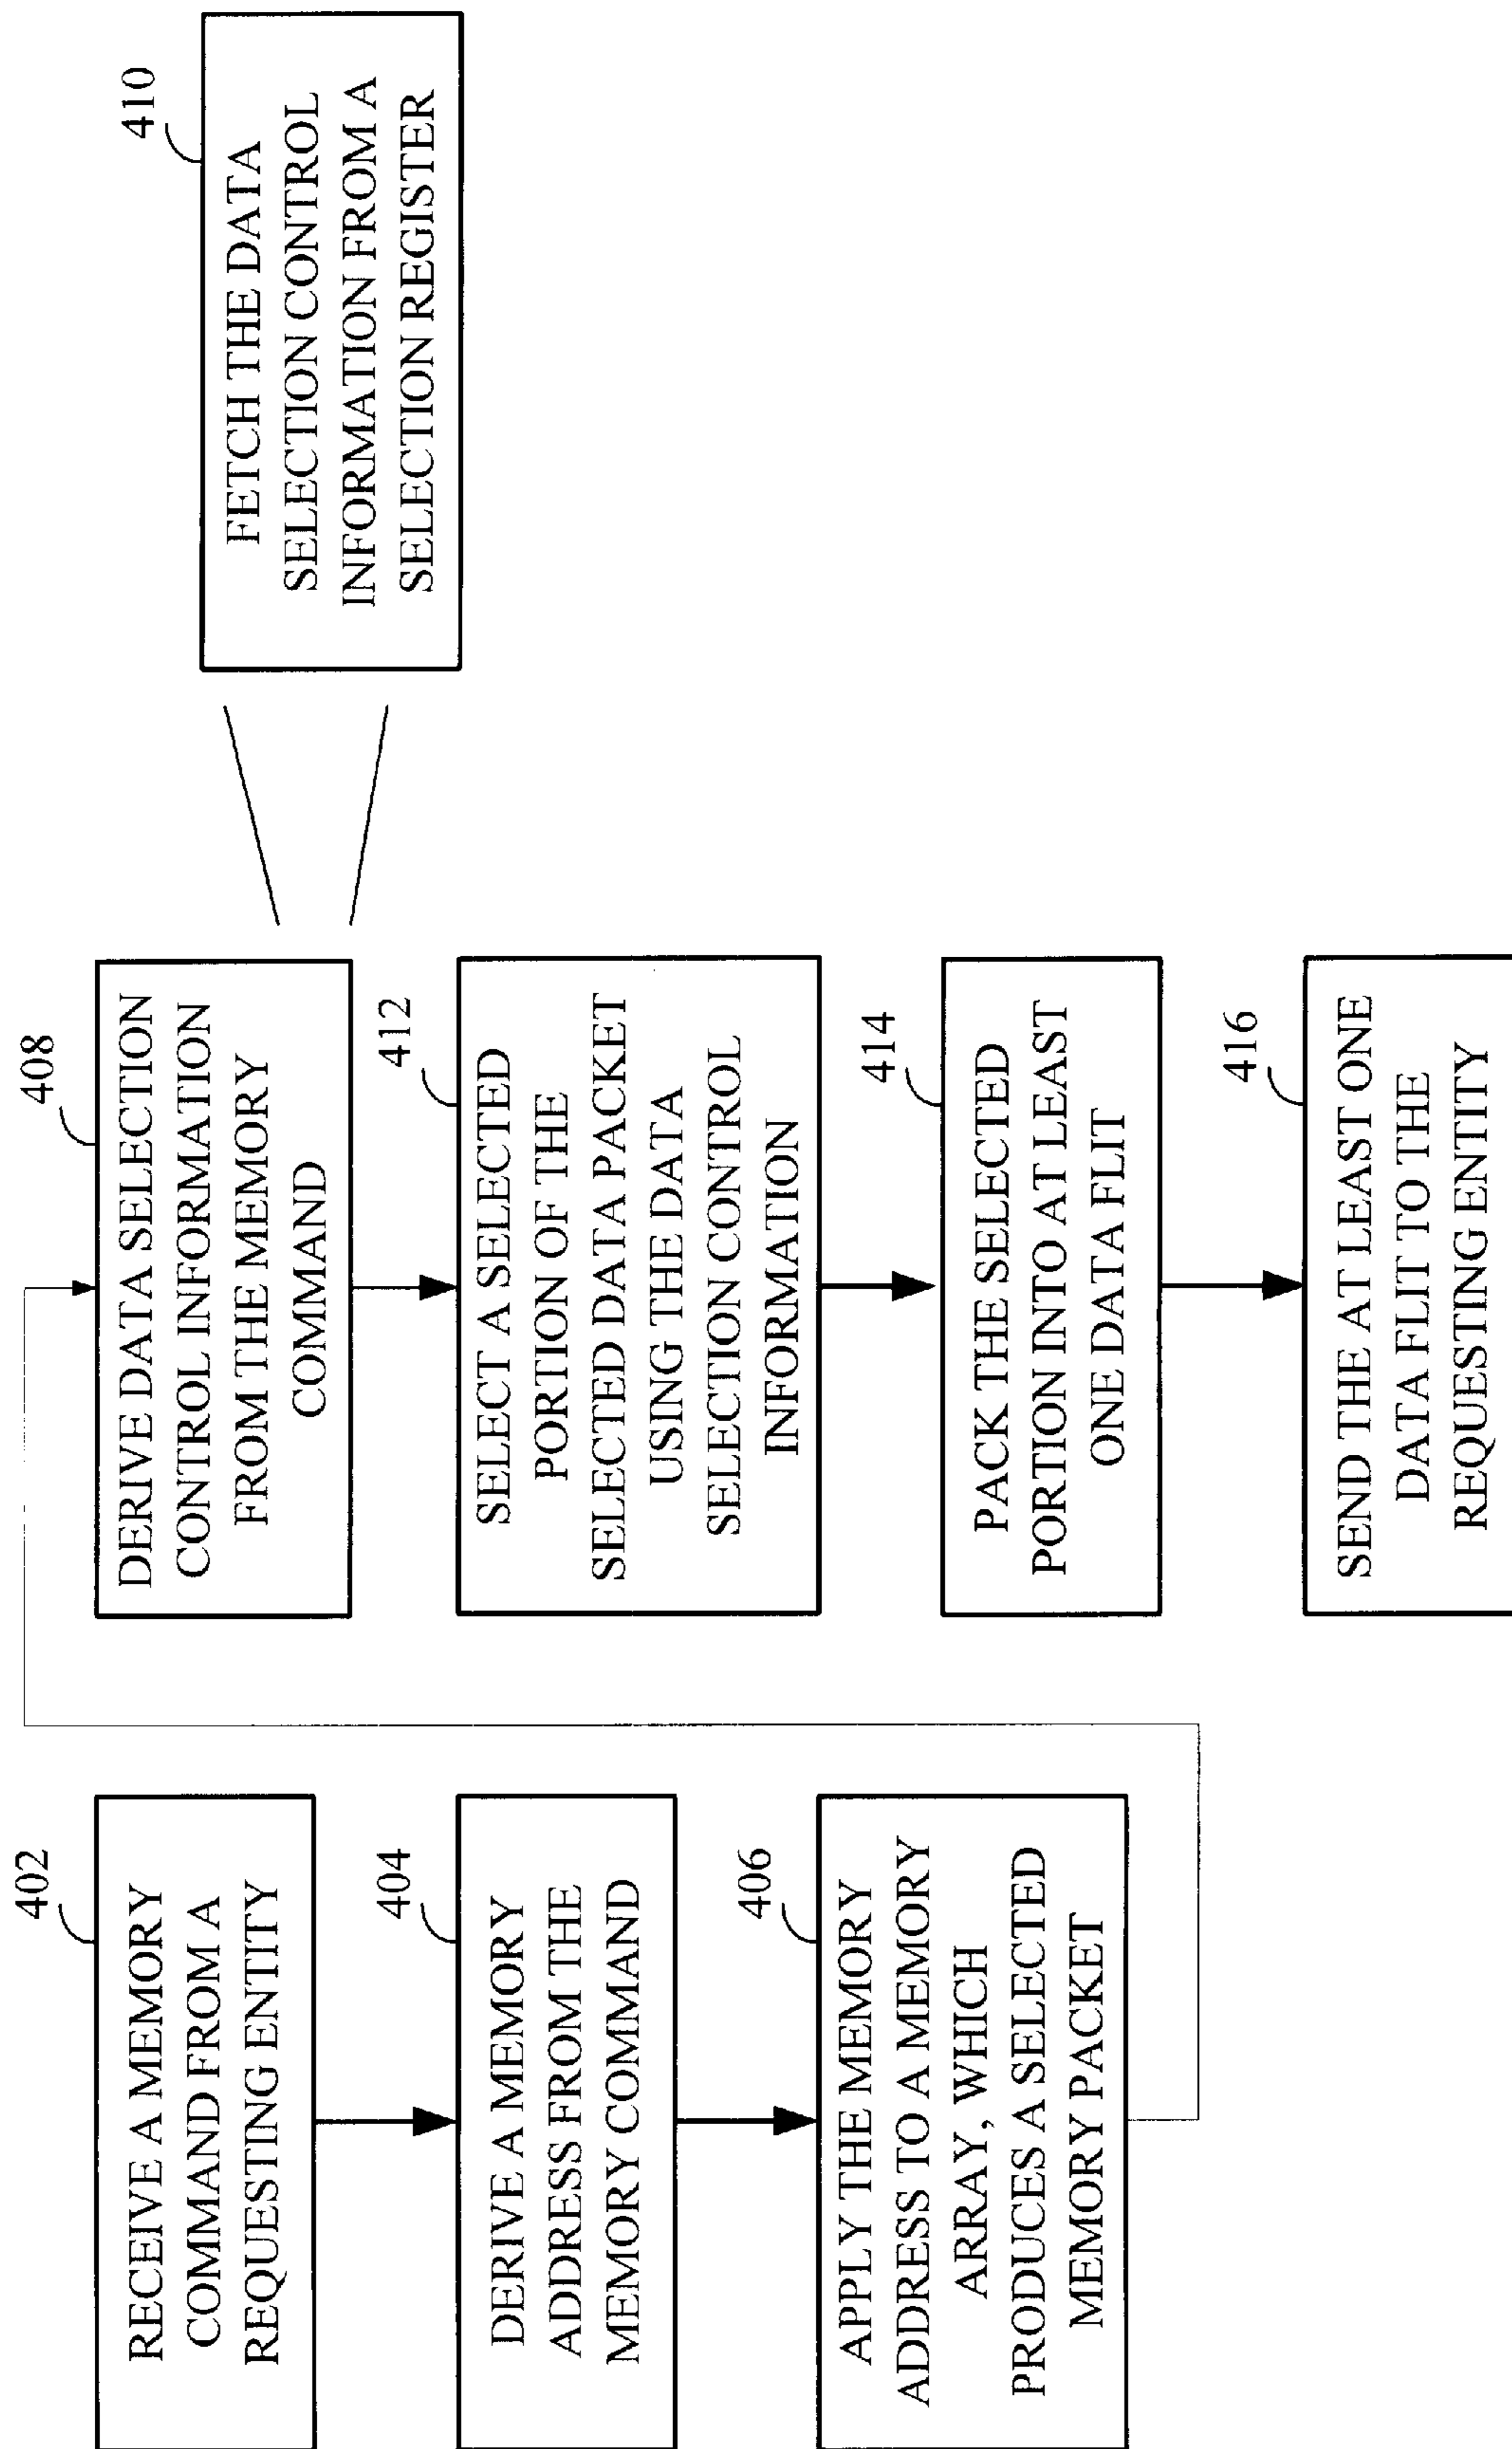 402
RECEIVE A MEMORY
COMMAND FROM A
REQUESTING ENTITY
404
DERIVE A MEMORY
ADDRESS FROM THE
MEMORY COMMAND
406
APPLY THE MEMORY
ADDRESS TO A MEMORY
ARRAY, WHICH
PRODUCES A SELECTED
MEMORY PACKET
408
DERIVE DATA SELECTION
CONTROL INFORMATION
FROM THE MEMORY
COMMAND
410
FETCH THE DATA
SELECTION CONTROL
INFORMATION FROM A
SELECTION REGISTER
412
SELECT A SELECTED
PORTION OF THE
SELECTED DATA PACKET
USING THE DATA
SELECTION CONTROL
INFORMATION
414
PACK THE SELECTED
PORTION INTO AT LEAST
ONE DATA FLIT
416
SEND THE AT LEAST ONE
DATA FLIT TO THE
REQUESTING ENTITY